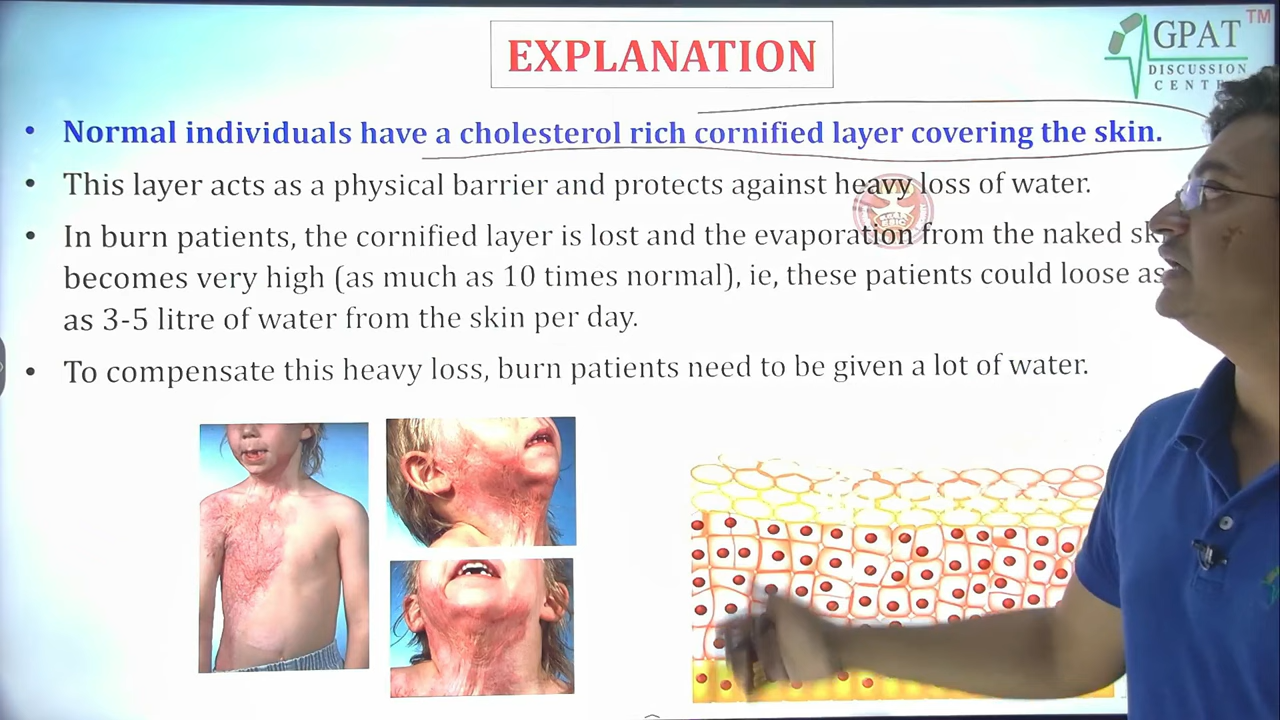 EXPLANATION
TM
GPAT
DISCUSSION
CENT
• Normal individuals have a cholesterol rich cornified layer covering the skin.
• This layer acts as a physical barrier and protects against heavy loss of water.
• In burn patients, the cornified layer is lost and the evaporation from the naked sk
becomes very high (as much as 10 times normal), ie, these patients could loose as
as 3-5 litre of water from the skin per day.
• To compensate this heavy loss, burn patients need to be given a lot of water.